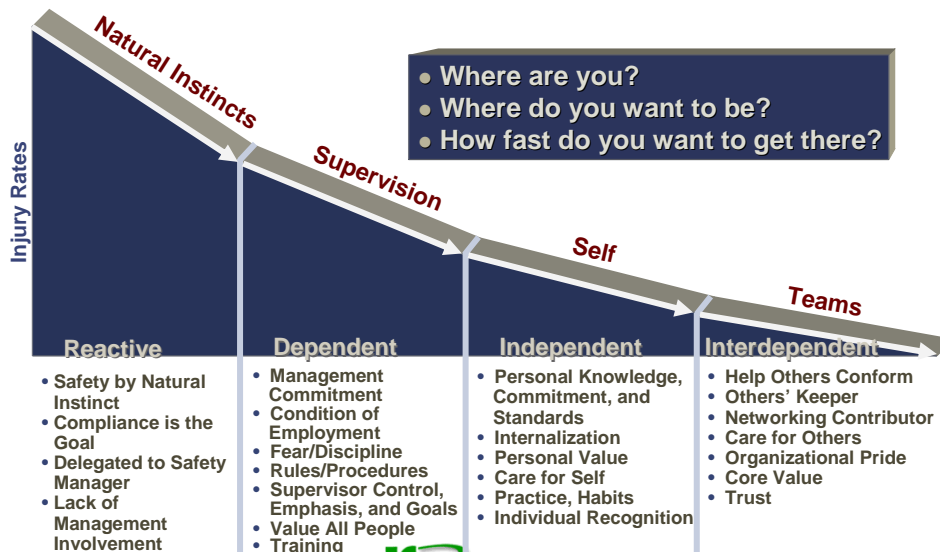 Natural Instincts
Supervision
Self
Teams
• Where are you?
• Where do you want to be?
• How fast do you want to get there?
Injury Rates
Reactive
• Safety by Natural
Instinct
• Compliance is the
Goal
• Delegated to Safety
Manager
• Lack of
Management
Involvement
Dependent
• Management
Commitment
• Condition of
Employment
• Fear/Discipline
• Rules/Procedures
• Supervisor Control,
Emphasis, and Goals
• Value All People
• Training
Independent
• Personal Knowledge,
Commitment, and
Standards
• Internalization
• Personal Value
• Care for Self
• Practice, Habits
• Individual Recognition
Interdependent
• Help Others Conform
• Others’ Keeper
• Networking Contributor
• Care for Others
• Organizational Pride
• Core Value
• Trust